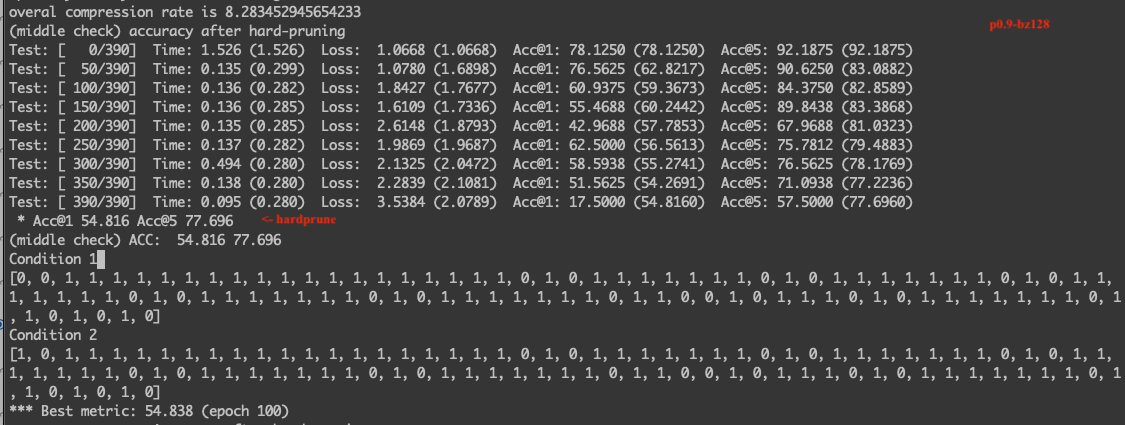 overal compression rate is 8.283452945654233
(middle check) accuracy after hard-pruning
p0.9-bz128
Test: [   0/390]  Time: 1.526 (1.526)  Loss:  1.0668 (1.0668)  Acc@1: 78.1250 (78.1250)  Acc@5: 92.1875 (92.1875)
Test: [  50/390]  Time: 0.135 (0.299)  Loss:  1.0780 (1.6898)  Acc@1: 76.5625 (62.8217)  Acc@5: 90.6250 (83.0882)
Test: [ 100/390]  Time: 0.136 (0.282)  Loss:  1.8427 (1.7677)  Acc@1: 60.9375 (59.3673)  Acc@5: 84.3750 (82.8589)
Test: [ 150/390]  Time: 0.136 (0.285)  Loss:  1.6109 (1.7336)  Acc@1: 55.4688 (60.2442)  Acc@5: 89.8438 (83.3868)
Test: [ 200/390]  Time: 0.135 (0.285)  Loss:  2.6148 (1.8793)  Acc@1: 42.9688 (57.7853)  Acc@5: 67.9688 (81.0323)
Test: [ 250/390]  Time: 0.137 (0.282)  Loss:  1.9869 (1.9687)  Acc@1: 62.5000 (56.5613)  Acc@5: 75.7812 (79.4883)
Test: [ 300/390]  Time: 0.494 (0.280)  Loss:  2.1325 (2.0472)  Acc@1: 58.5938 (55.2741)  Acc@5: 76.5625 (78.1769)
Test: [ 350/390]  Time: 0.138 (0.280)  Loss:  2.2839 (2.1081)  Acc@1: 51.5625 (54.2691)  Acc@5: 71.0938 (77.2236)
Test: [ 390/390]  Time: 0.095 (0.280)  Loss:  3.5384 (2.0789)  Acc@1: 17.5000 (54.8160)  Acc@5: 57.5000 (77.6960)
 * Acc@1 54.816 Acc@5 77.696 <- hardprune
(middle check) ACC:  54.816 77.696
Condition 1
[0, 0, 1, 1, 1, 1, 1, 1, 1, 1, 1, 1, 1, 1, 1, 1, 1, 1, 1, 1, 1, 0, 1, 0, 1, 1, 1, 1, 1, 1, 1, 0, 1, 0, 1, 1, 1, 1, 1, 1, 1, 0, 1, 0, 1, 1,
1, 1, 1, 1, 1, 0, 1, 0, 1, 1, 1, 1, 1, 1, 1, 0, 1, 0, 1, 1, 1, 1, 1, 1, 1, 0, 1, 1, 0, 0, 1, 0, 1, 1, 0, 1, 1, 1, 1, 1, 1, 1, 1, 1, 0, 1
, 1, 0, 1, 0, 1, 0]
Condition 2
[1, 0, 1, 1, 1, 1, 1, 1, 1, 1, 1, 1, 1, 1, 1, 1, 1, 1, 1, 1, 1, 0, 1, 0, 1, 1, 1, 1, 1, 1, 1, 0, 1, 0, 1, 1, 1, 1, 1, 1, 1, 0, 1, 0, 1, 1,
1, 1, 1, 1, 1, 0, 1, 0, 1, 1, 1, 1, 1, 1, 1, 0, 1, 0, 1, 1, 1, 1, 1, 1, 1, 0, 1, 1, 0, 0, 1, 1, 1, 0, 1, 1, 1, 1, 1, 1, 1, 1, 1, 1, 0, 1
, 1, 0, 1, 0, 1, 0]
*** Best metric: 54.838 (epoch 100)